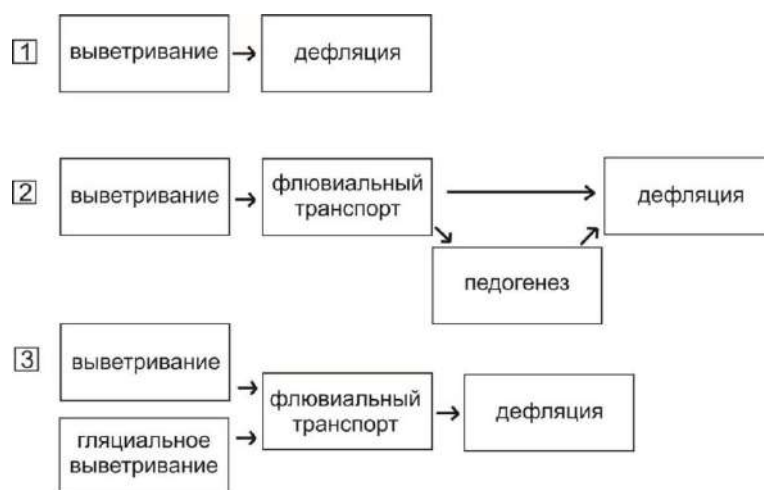 1
выветривание
дефляция
2
выветривание
флювиальный
транспорт
дефляция
педогенез
3
выветривание
гляциальное
выветривание
флювиальный
транспорт
дефляция